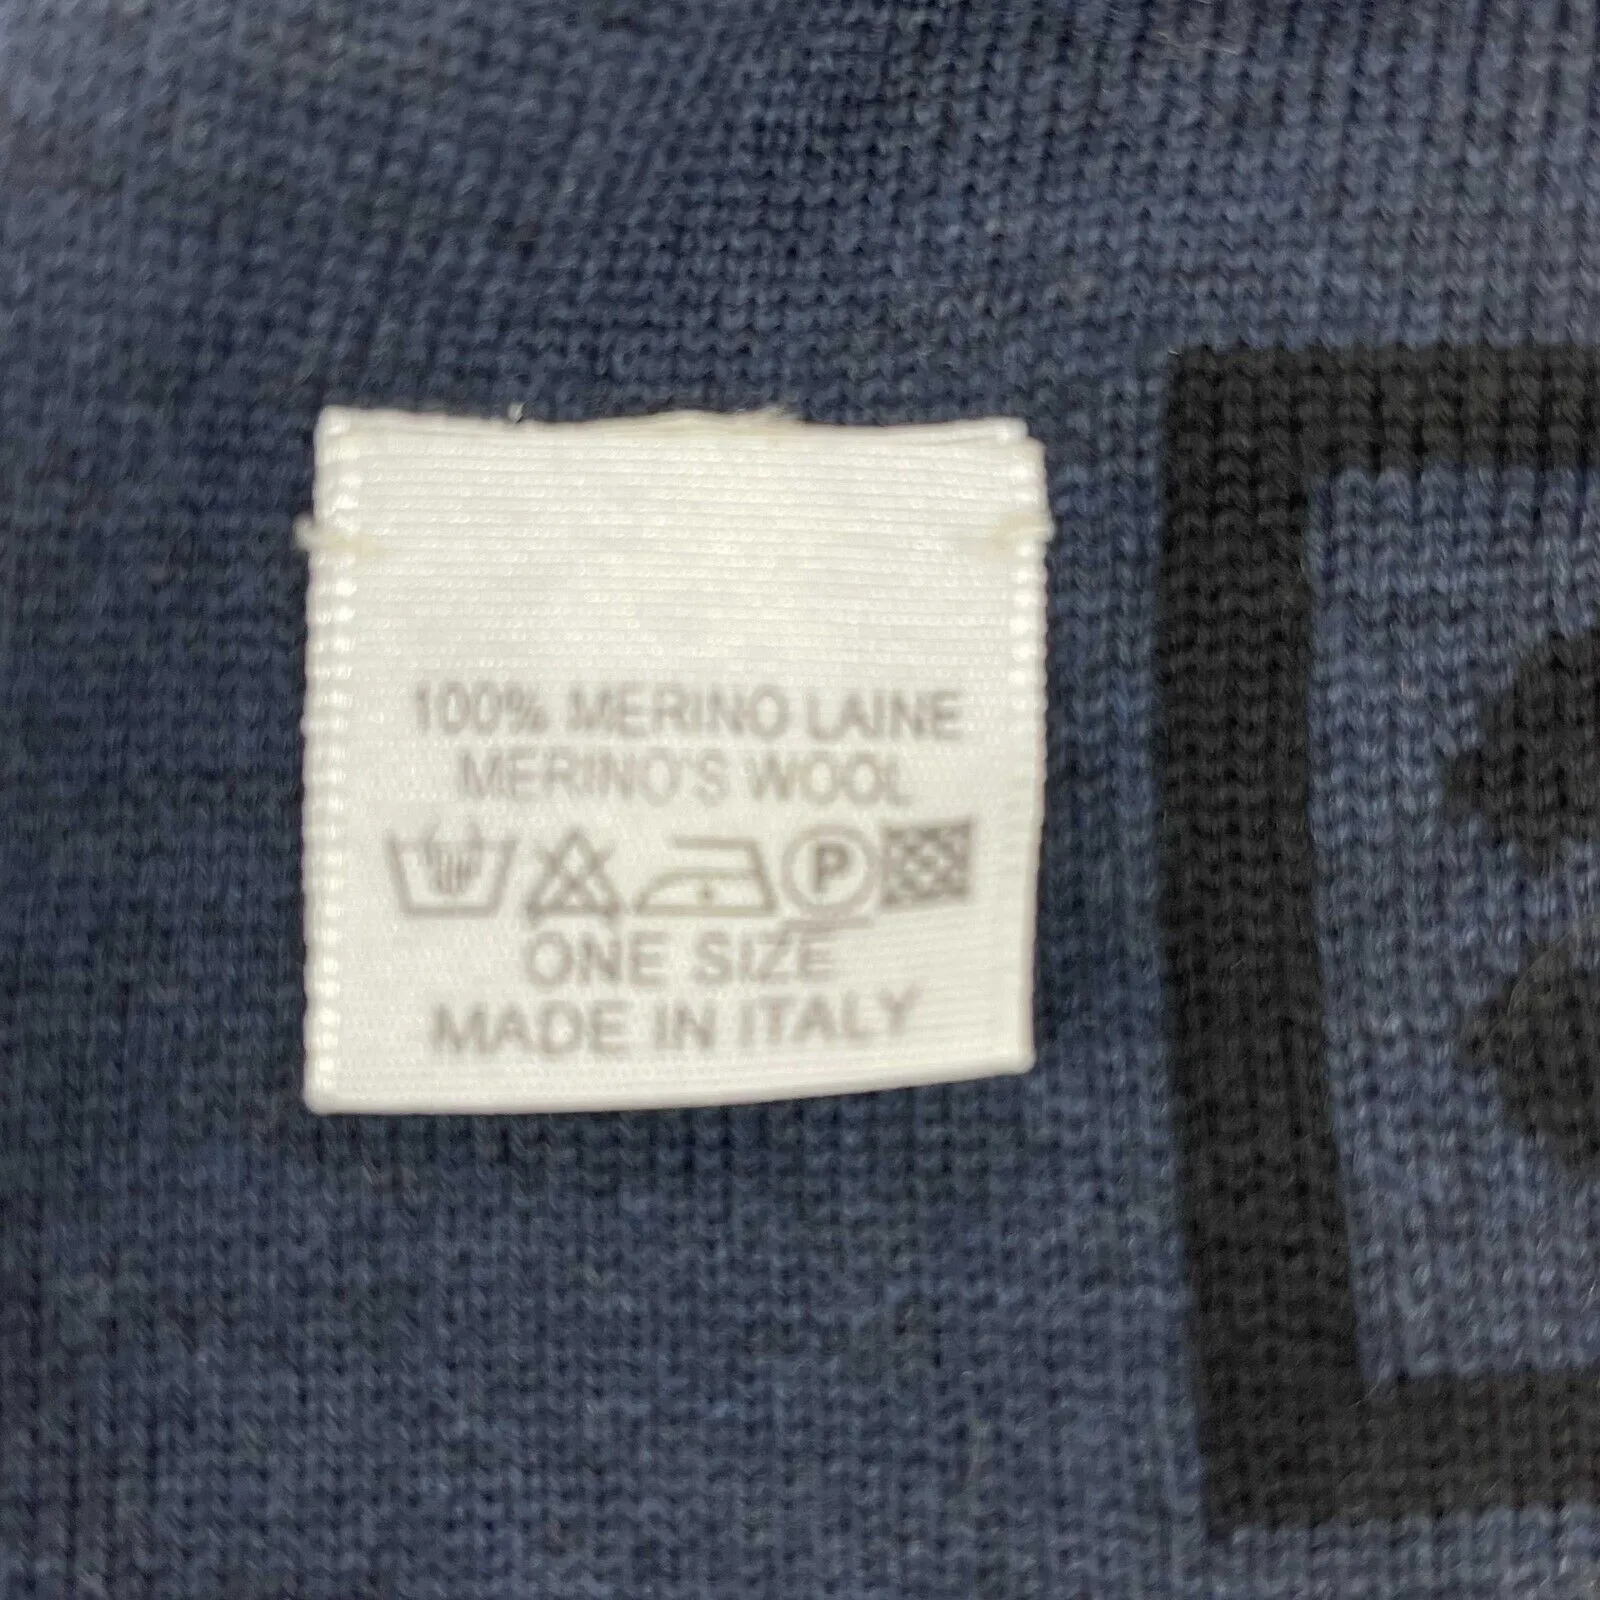 100% MERINO LAINE
MERINO'S WOOL
P
ONE SIZE
MADE IN ITALY